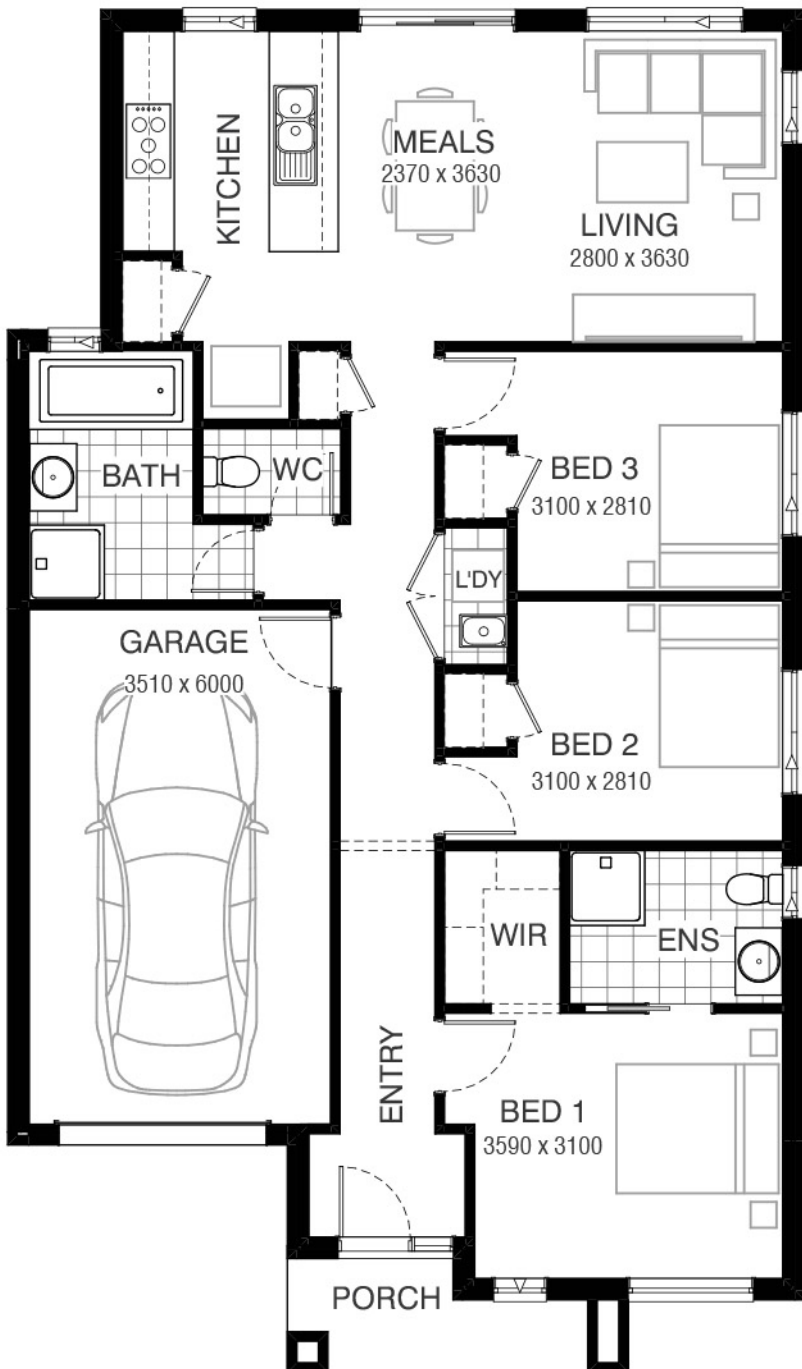 KITCHEN
MEALS
2370 x 3630
LIVING
2800 x 3630
BATH
WC
BED 3
3100 x 2810
L'DY
GARAGE
3510 x 6000
BED 2
3100 x 2810
WIR
ENS
ENTRY
BED 1
3590 x 3100
PORCH